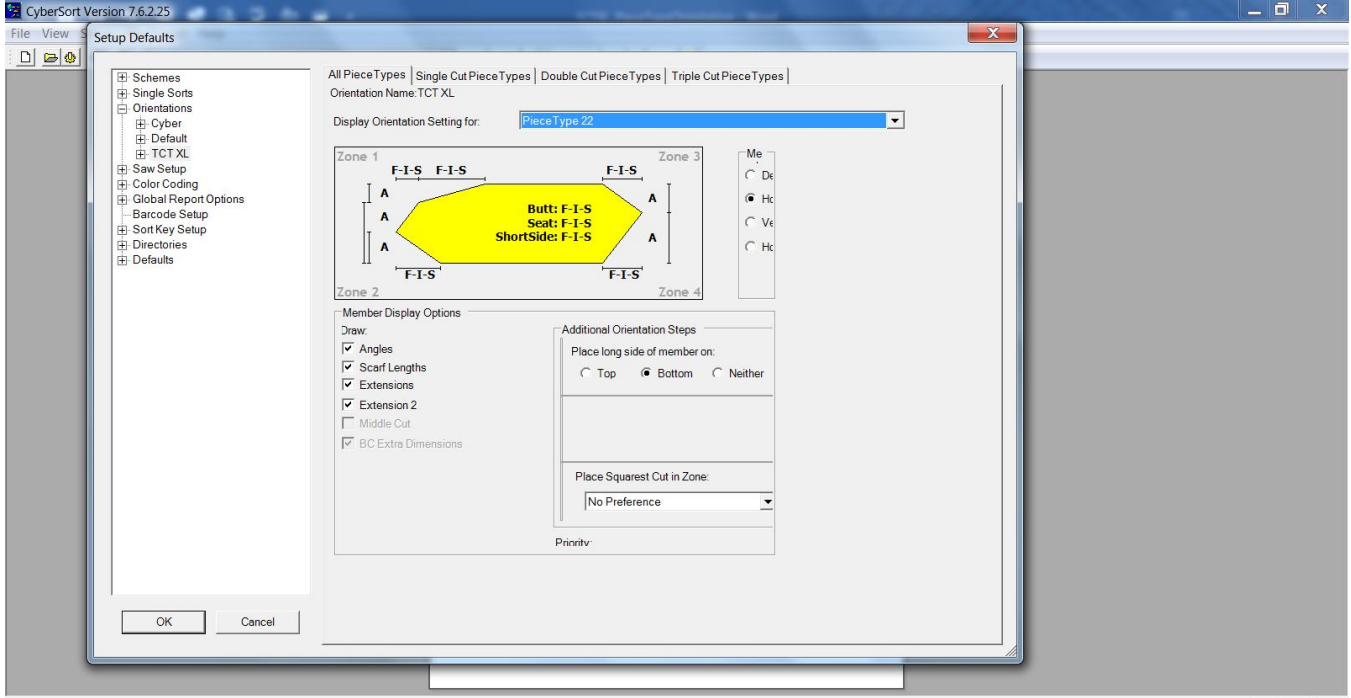 CyberSort Version 7.6.2.25
File View S
Setup Defaults
X
Schemes
Single Sorts
Orientations
Cyber
Default
TCT XL
Saw Setup
Color Coding
Global Report Options
Barcode Setup
Sort Key Setup
Directories
Defaults
OK Cancel
All PieceTypes Single Cut PieceTypes Double Cut PieceTypes Triple Cut PieceTypes
Orientation Name:TCT XL
Display Orientation Setting for: PieceType 22
Zone 1 Zone 3
F-I-S F-I-S F-I-S
A A
A
Butt: F-I-S
Seat: F-I-S
ShortSide: F-I-S
A A
F-I-S F-I-S
Zone 2 Zone 4
Me
De
Ho
Ve
Ho
Member Display Options
Draw:
Angles
Scarf Lengths
Extensions
Extension 2
Middle Cut
BC Extra Dimensions
Additional Orientation Steps
Place long side of member on:
Top Bottom Neither
Place Squarest Cut in Zone:
No Preference
Priority: